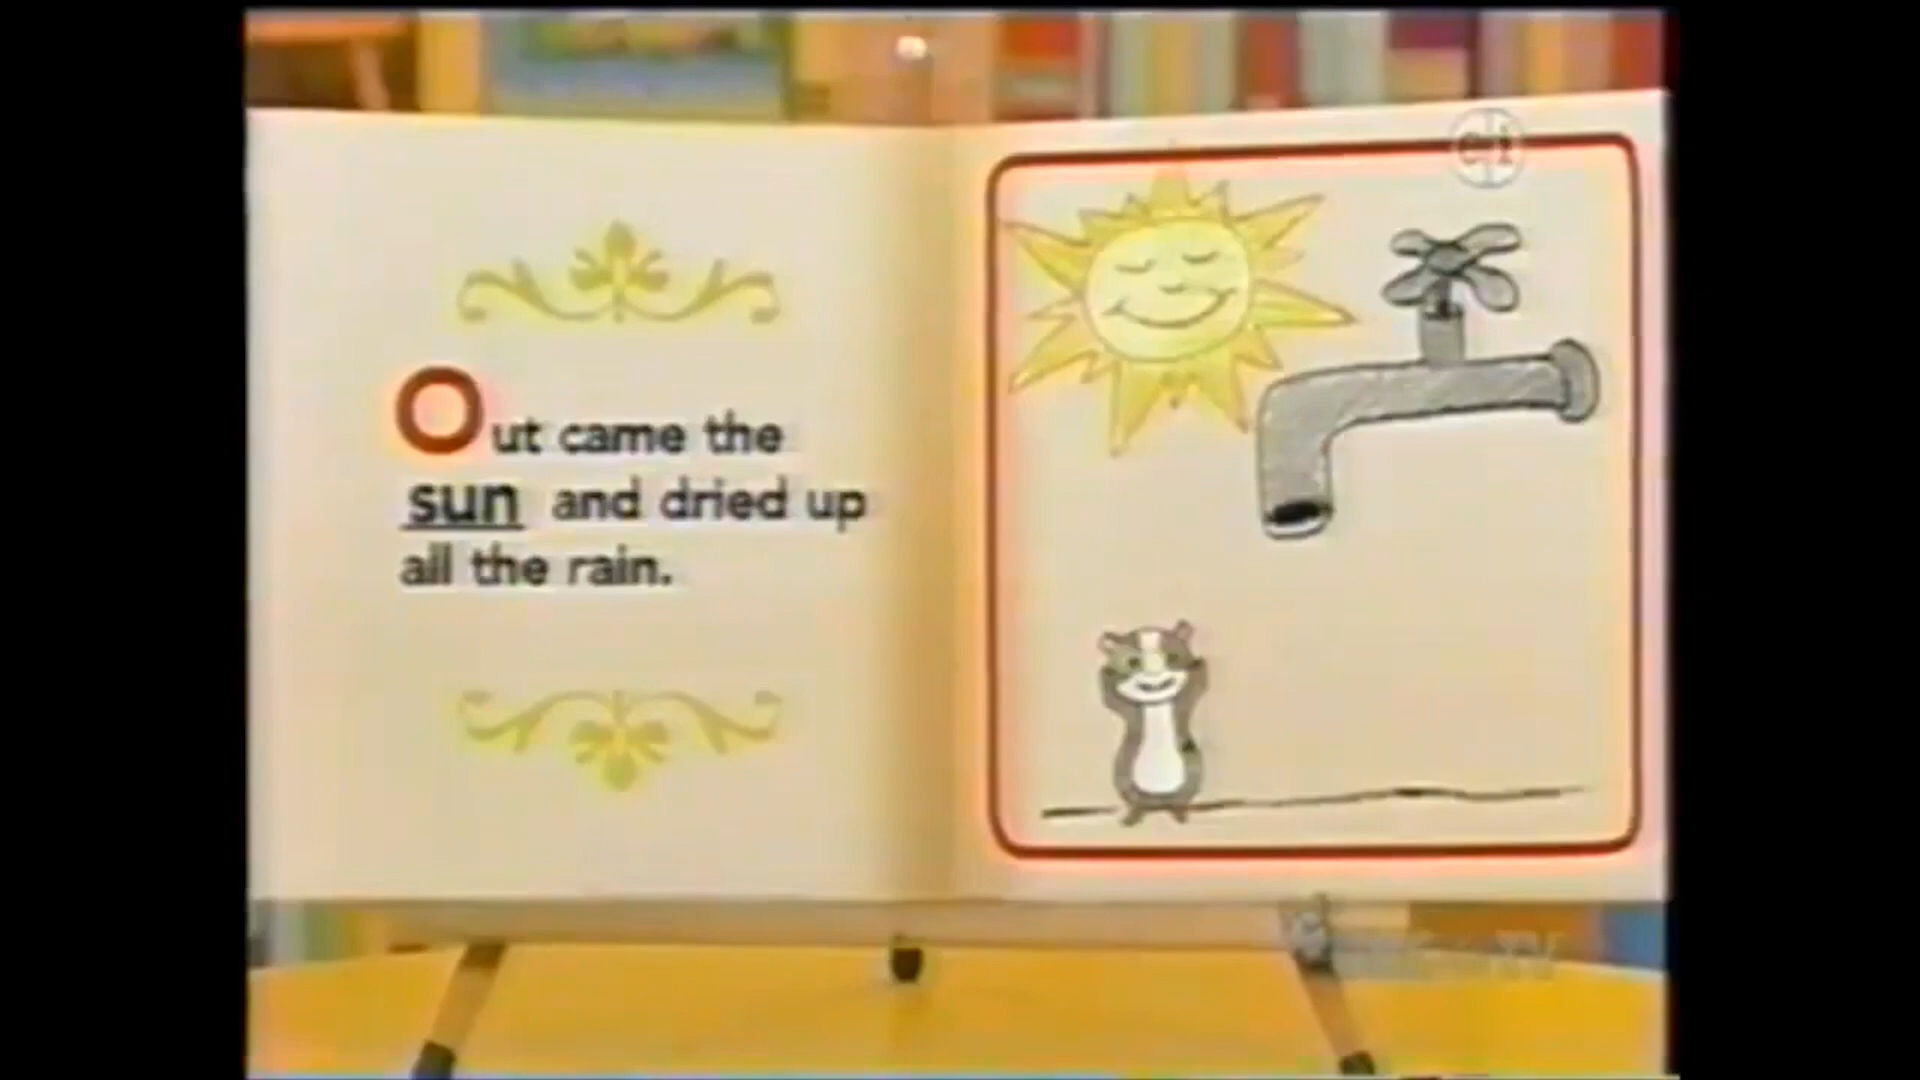 Out came the
sun and dried up
all the rain.